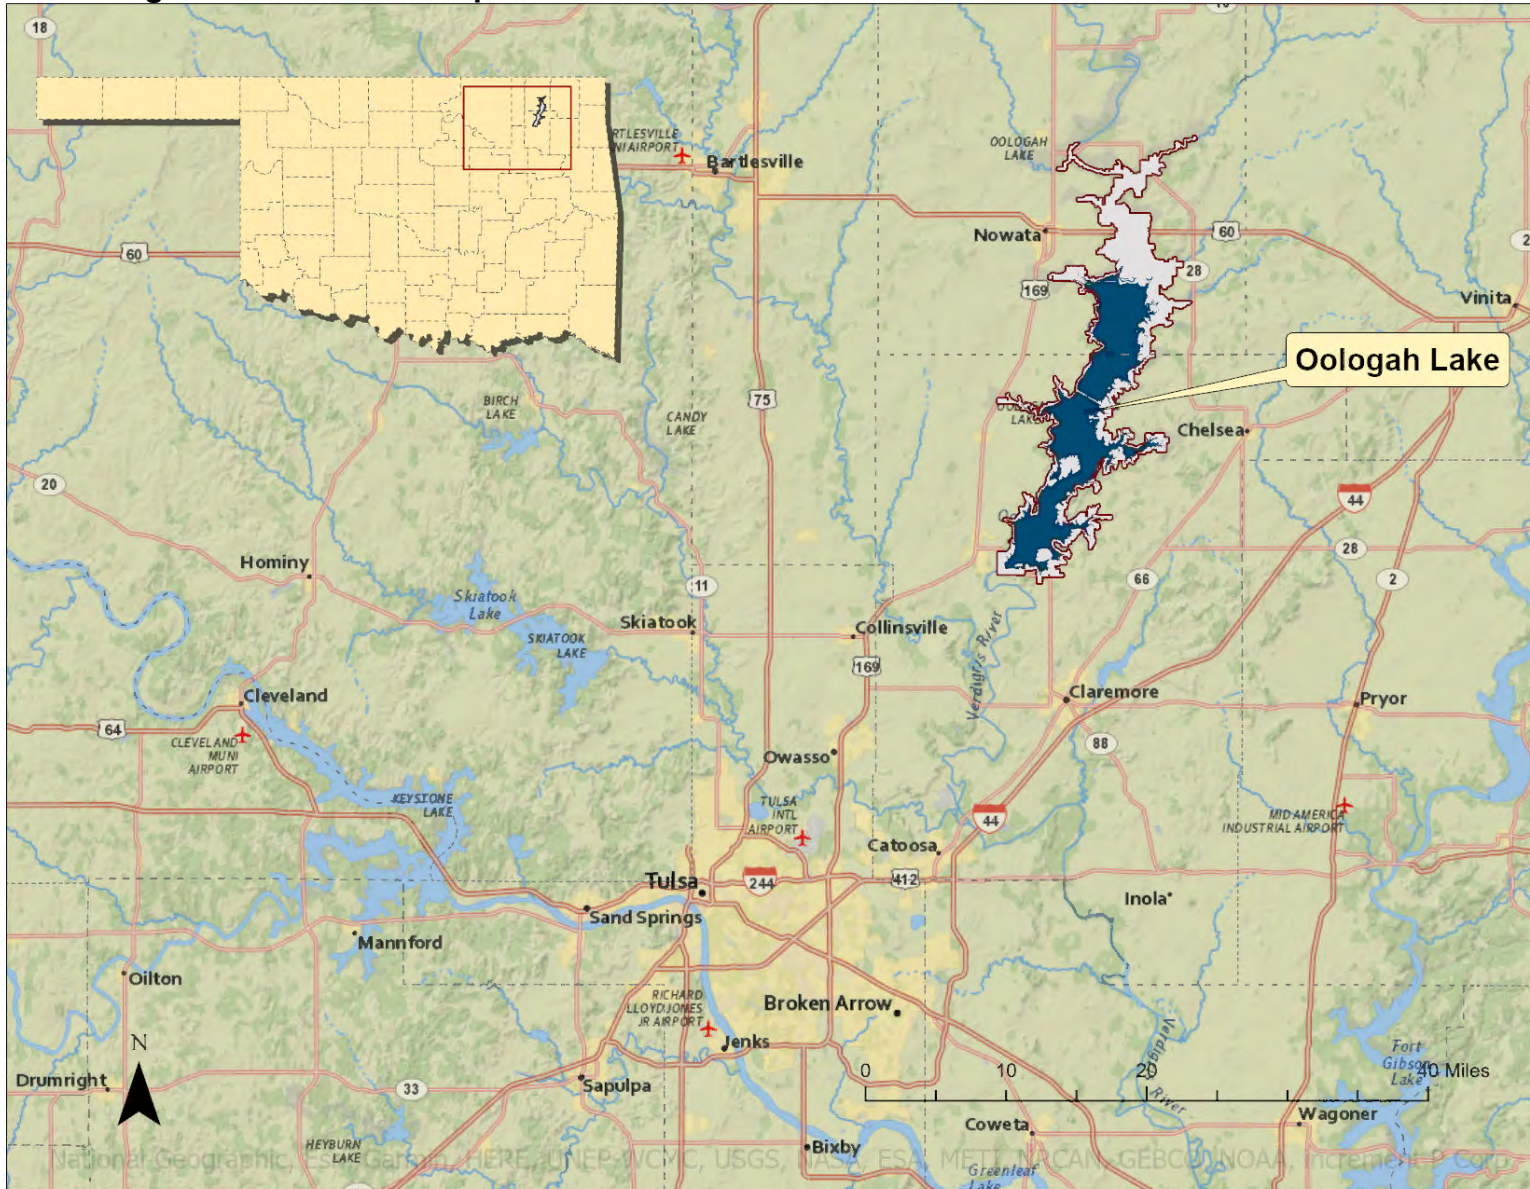 18
OOLOGAH
LAKE
NI AIRPORT
Bartlesville
Nowata
60
60
28
169
Vinita
Oologah Lake
75
BIRCH
LAKE
CANDY
LAKE
Chelsea
20
44
28
Hominy
11
66
2
Skiatook
Lake
Skiatook
SKIATOOK
LAKE
Collinsville
169
Verdigris River
Cleveland
Claremore
Pryor
64
CLEVELAND
MUNI
AIRPORT
88
Owasso
KEYSTONE
LAKE
TULSA
INTL
AIRPORT
44
MID AMERICA
INDUSTRIAL AIRPORT
Catoosa
Tulsa
244
412
Inola
Sand Springs
Mannford
Oilton
RICHARD
LLOYD JONES
JR AIRPORT
Broken Arrow
Verdigris
River
N
Jenks
Fort
Gibson
Lake
0 10 20 40 Miles
Drumright
33
Sapulpa
Wagoner
Coweta
HEYBURN
LAKE
Bixby
Greenleaf
Lake
National Geographic, Esri, Garmin, HERE, UNEP-WCMC, USGS, NASA, ESA, METI, NRCAN, GEBCO, NOAA, increment P Corp.